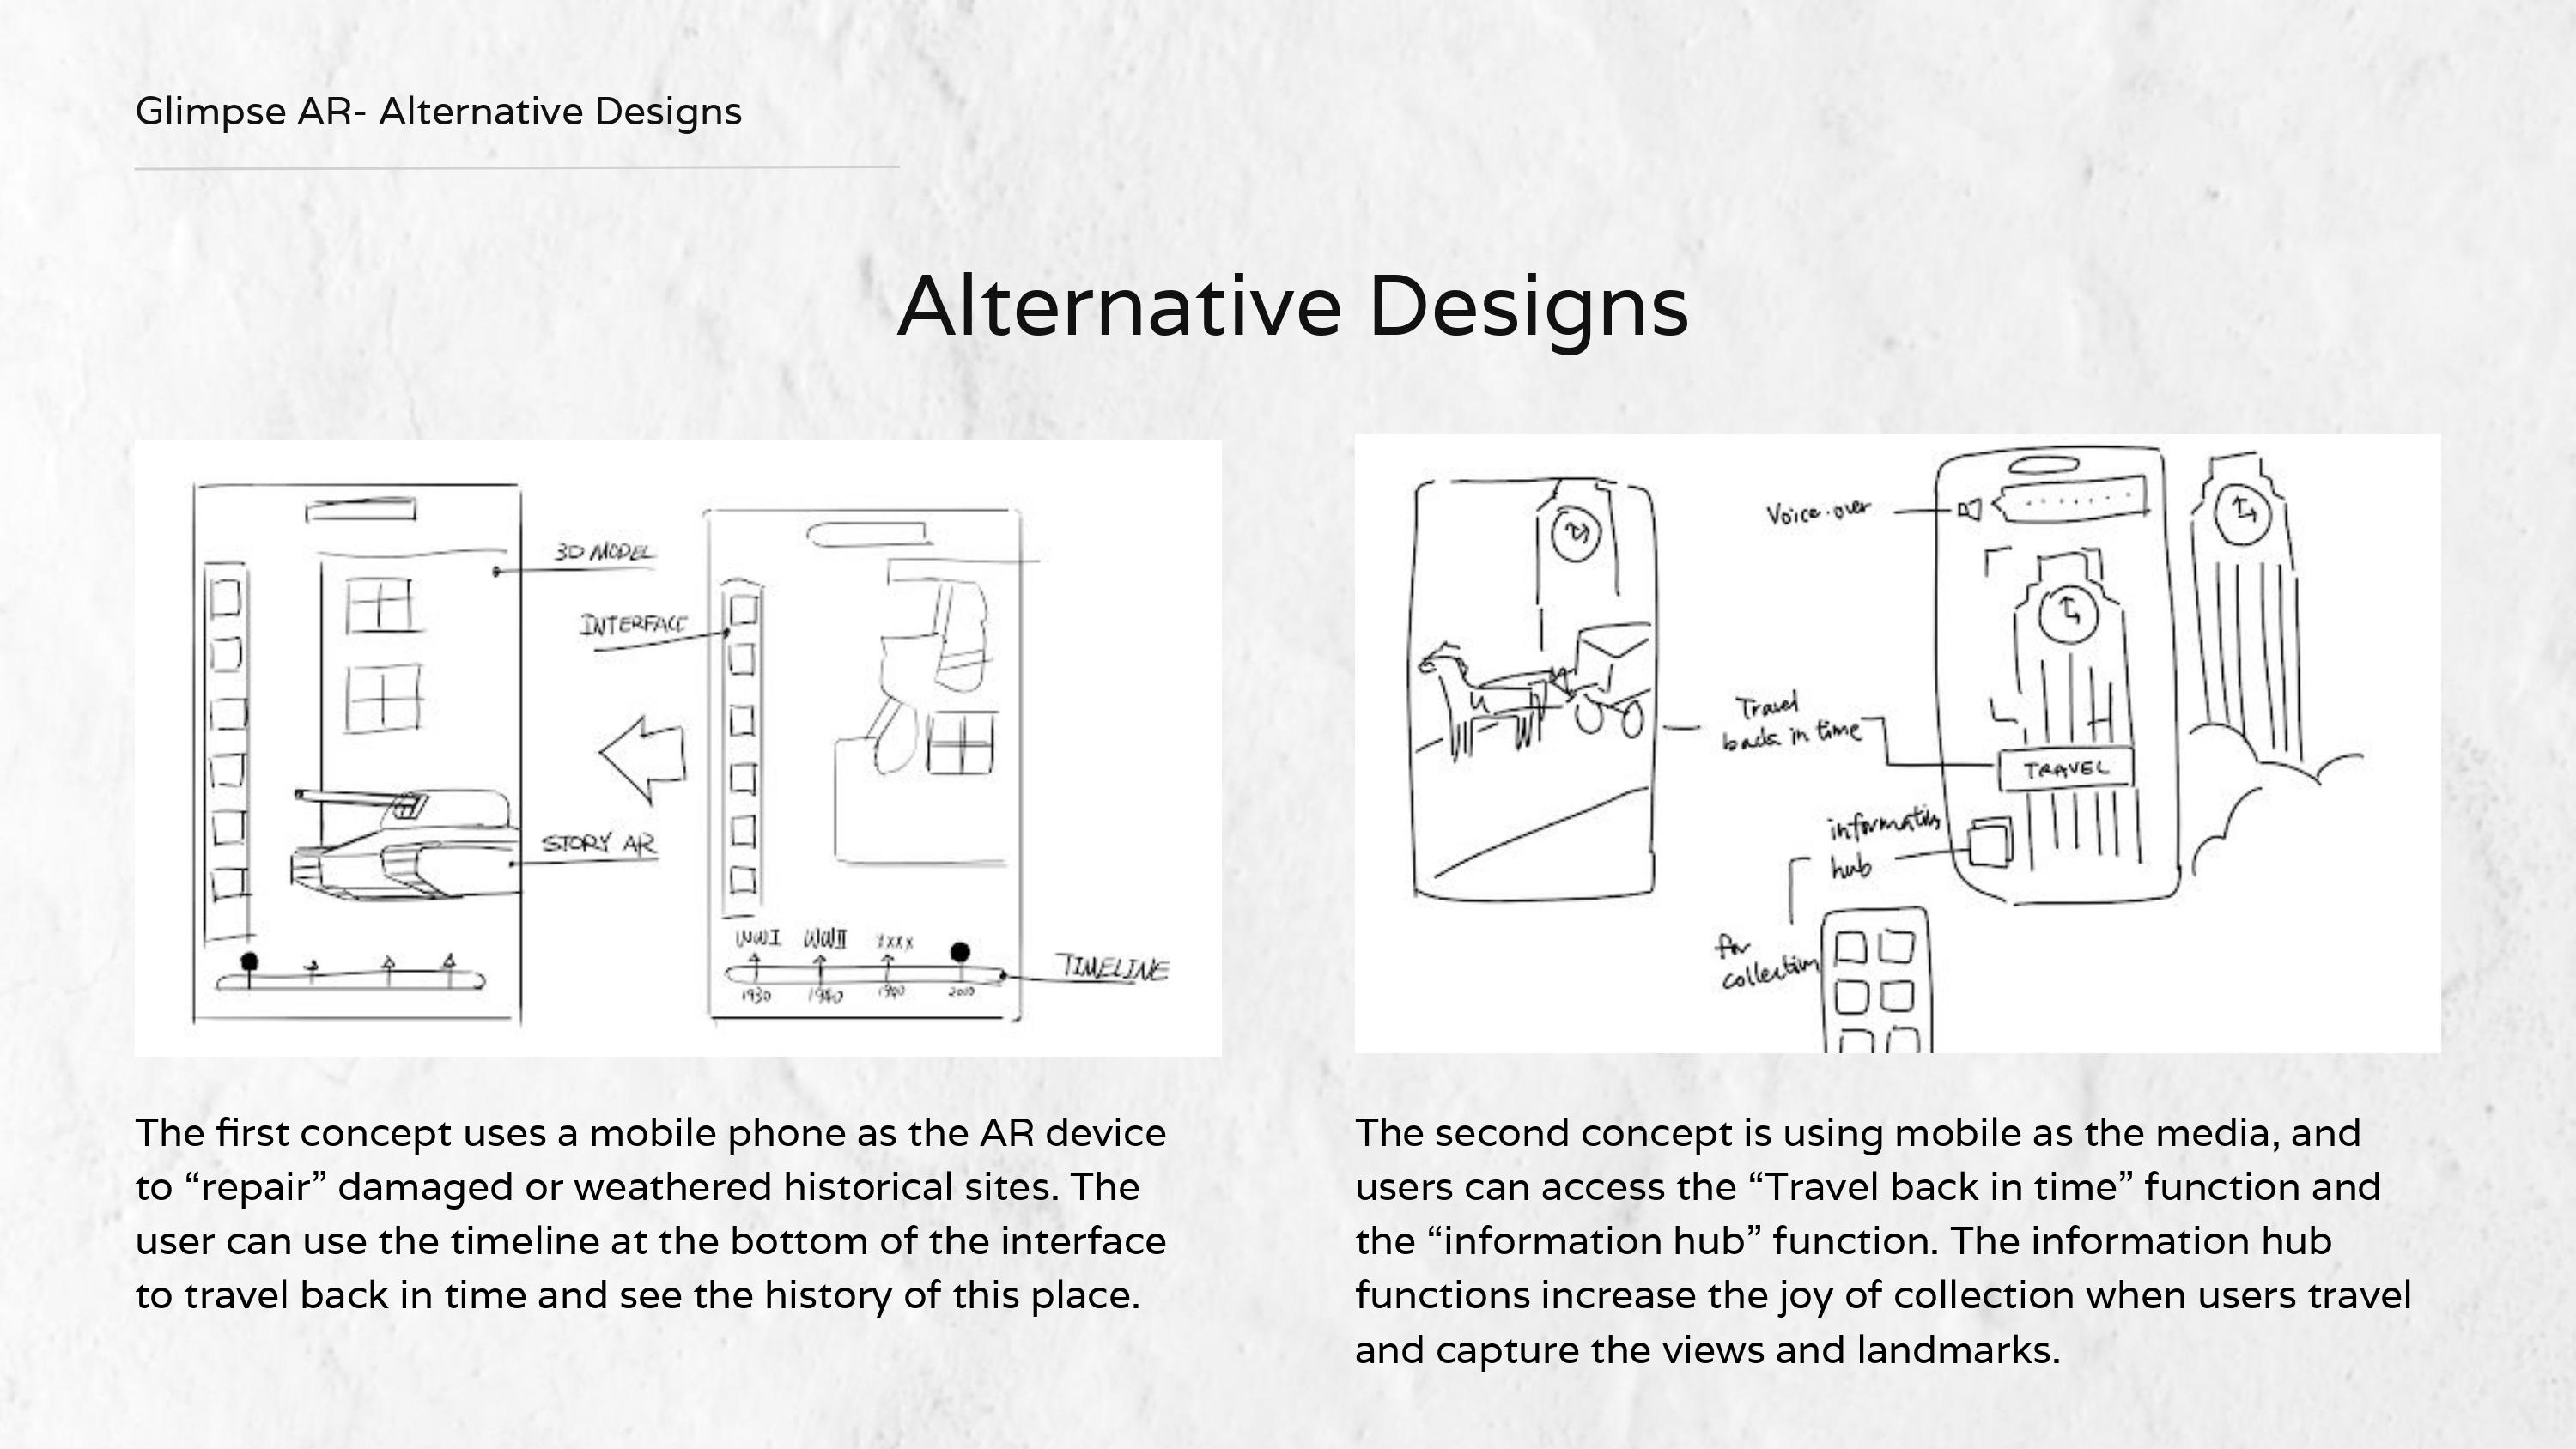 Glimpse AR- Alternative Designs
Alternative Designs
3D MODEL
INTERFACE
STORY AR
WWI WWII XXXX
1930 1940 1990 2010
TIMELINE
Voice-over
Travel
back in time
TRAVEL
information
hub
for
collection
The first concept uses a mobile phone as the AR device
to “repair” damaged or weathered historical sites. The
user can use the timeline at the bottom of the interface
to travel back in time and see the history of this place.
The second concept is using mobile as the media, and
users can access the “Travel back in time” function and
the “information hub” function. The information hub
functions increase the joy of collection when users travel
and capture the views and landmarks.